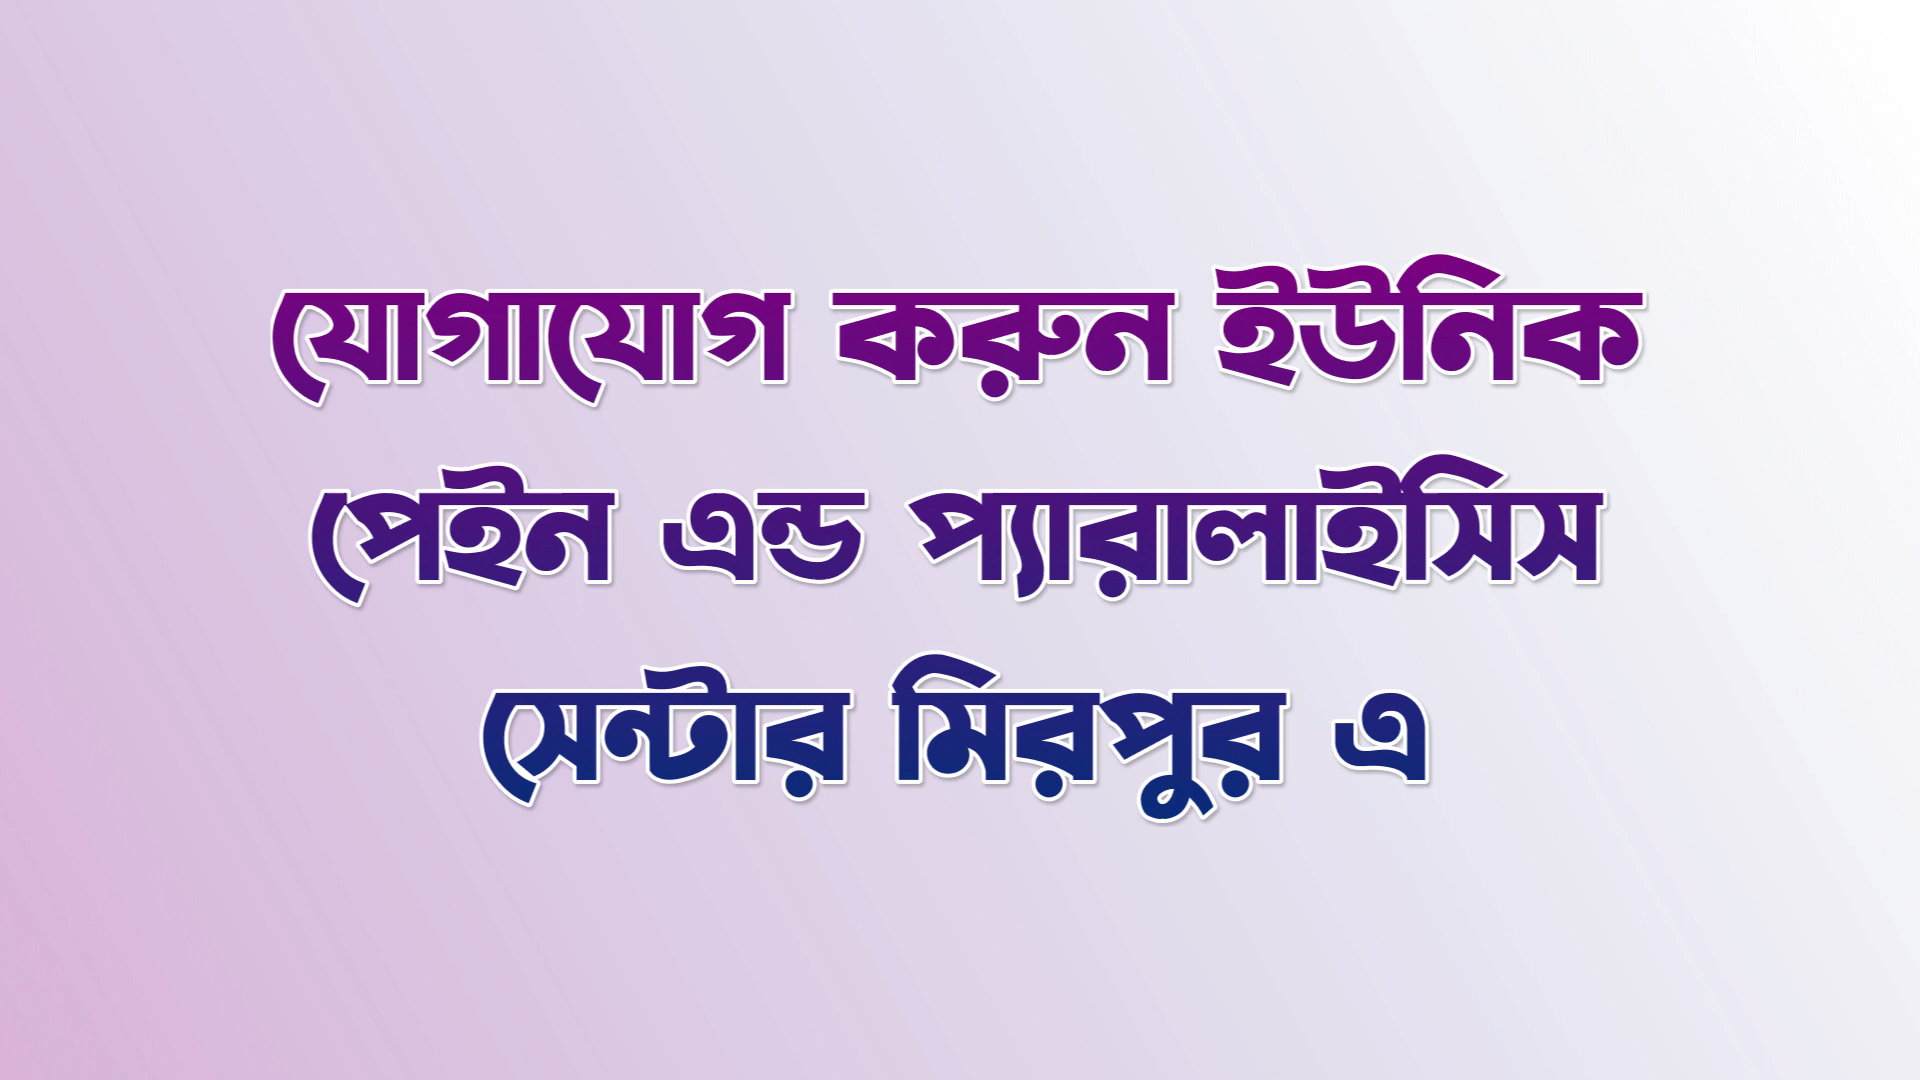 যোগাযোগ করুন ইউনিক
পেইন এন্ড প্যারালাইসিস
সেন্টার মিরপুর এ